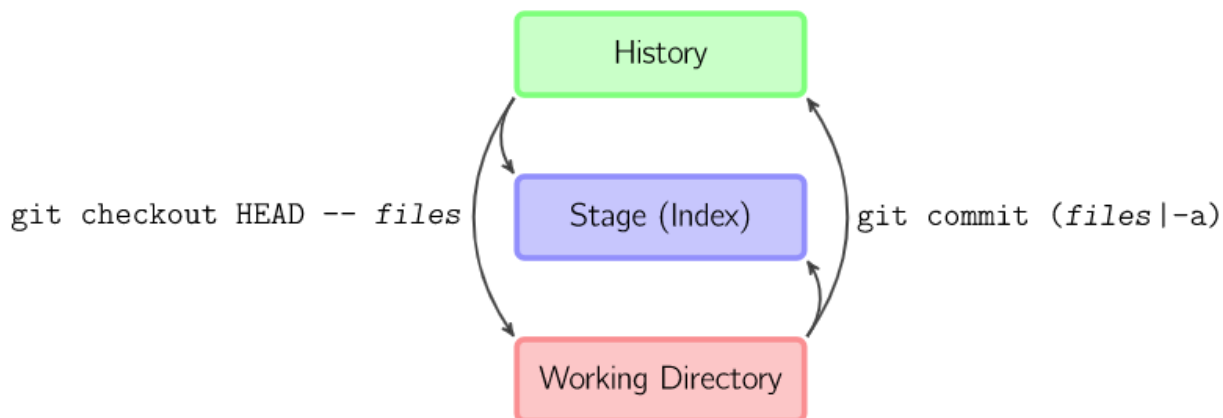 History
git checkout HEAD -- files
Stage (Index)
git commit (files|-a)
Working Directory